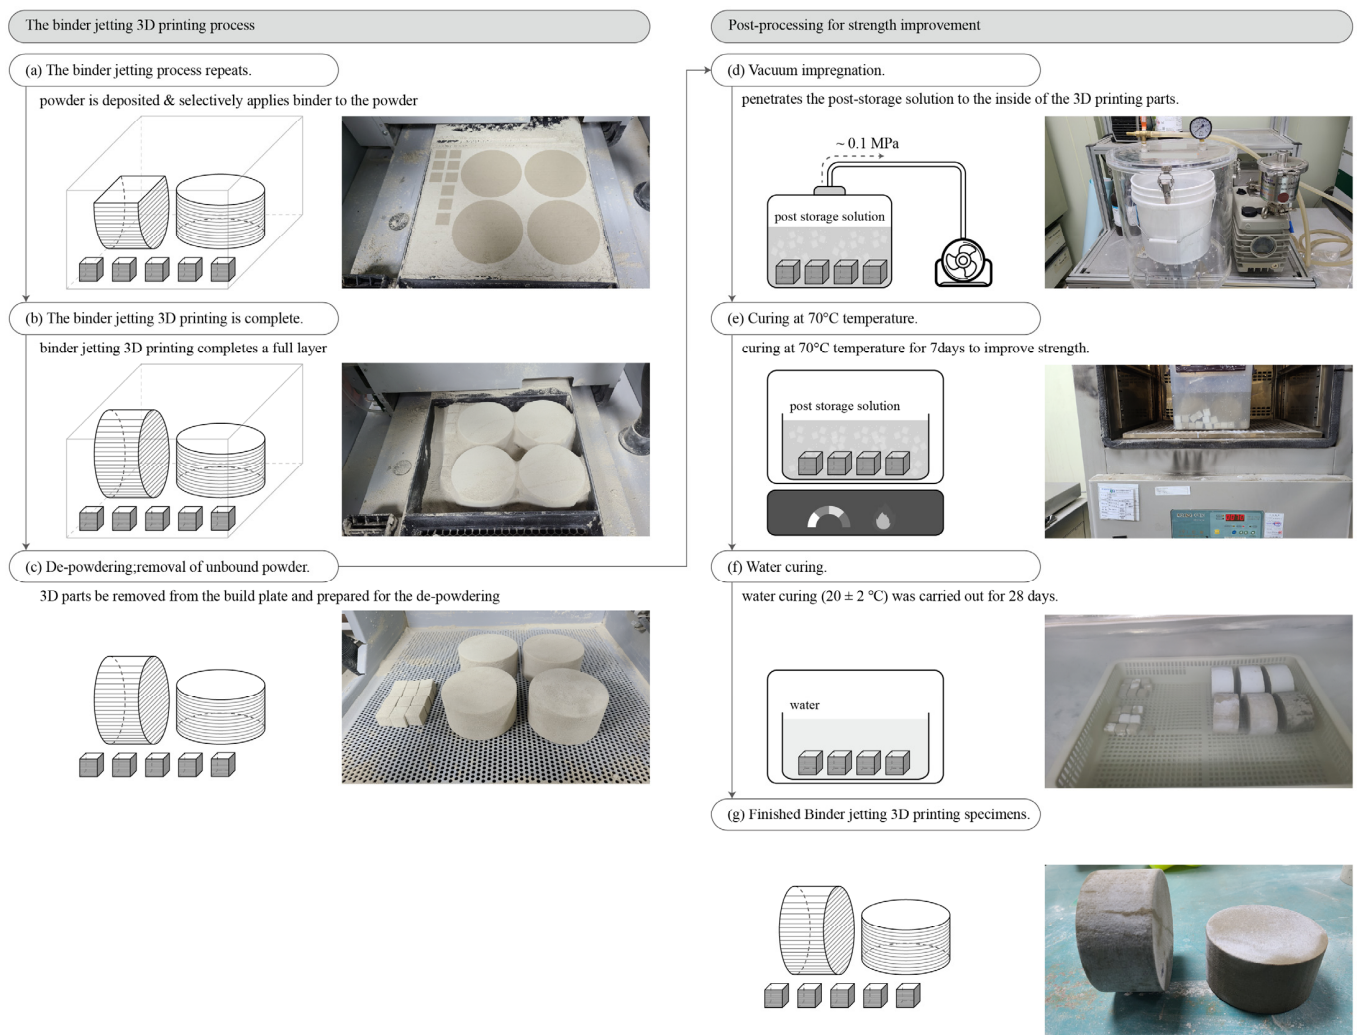 The binder jetting 3D printing process
(a) The binder jetting process repeats.
powder is deposited & selectively applies binder to the powder
(b) The binder jetting 3D printing is complete.
binder jetting 3D printing completes a full layer
(c) De-powdering;removal of unbound powder.
3D parts be removed from the build plate and prepared for the de-powdering
Post-processing for strength improvement
(d) Vacuum impregnation.
penetrates the post-storage solution to the inside of the 3D printing parts.
~ 0.1 MPa
post storage solution
(e) Curing at 70°C temperature.
curing at 70°C temperature for 7days to improve strength.
post storage solution
(f) Water curing.
water curing (20 ± 2 °C) was carried out for 28 days.
water
(g) Finished Binder jetting 3D printing specimens.